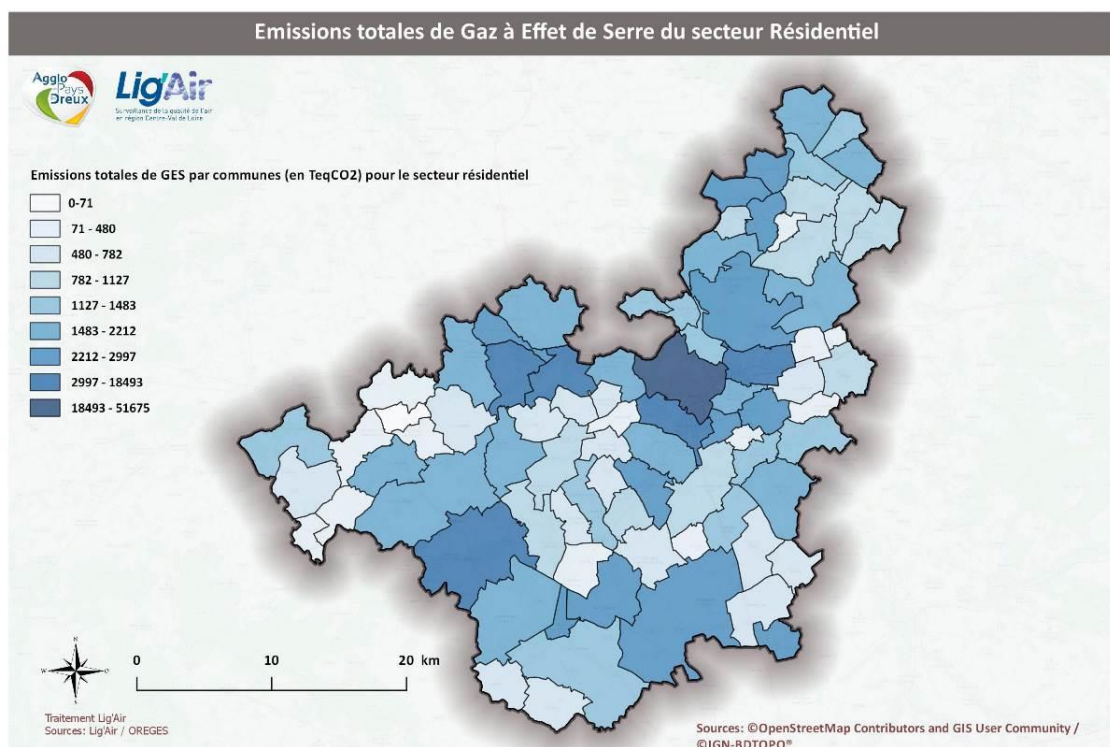 Emissions totales de Gaz à Effet de Serre du secteur Résidentiel
Agglo
Pays
Dreux
Lig'Air
Surveillance de la qualité de l'air
en région Centre-Val de Loire
Emissions totales de GES par communes (en TeqCO2) pour le secteur résidentiel
0-71
71 - 480
480 - 782
782 - 1127
1127 - 1483
1483 - 2212
2212 - 2997
2997 - 18493
18493 - 51675
N
W
O
S
0 10 20 km
Traitement Lig'Air
Sources: Lig'Air / OREGES
Sources: ©OpenStreetMap Contributors and GIS User Community /
©IGN-BDTOPO®